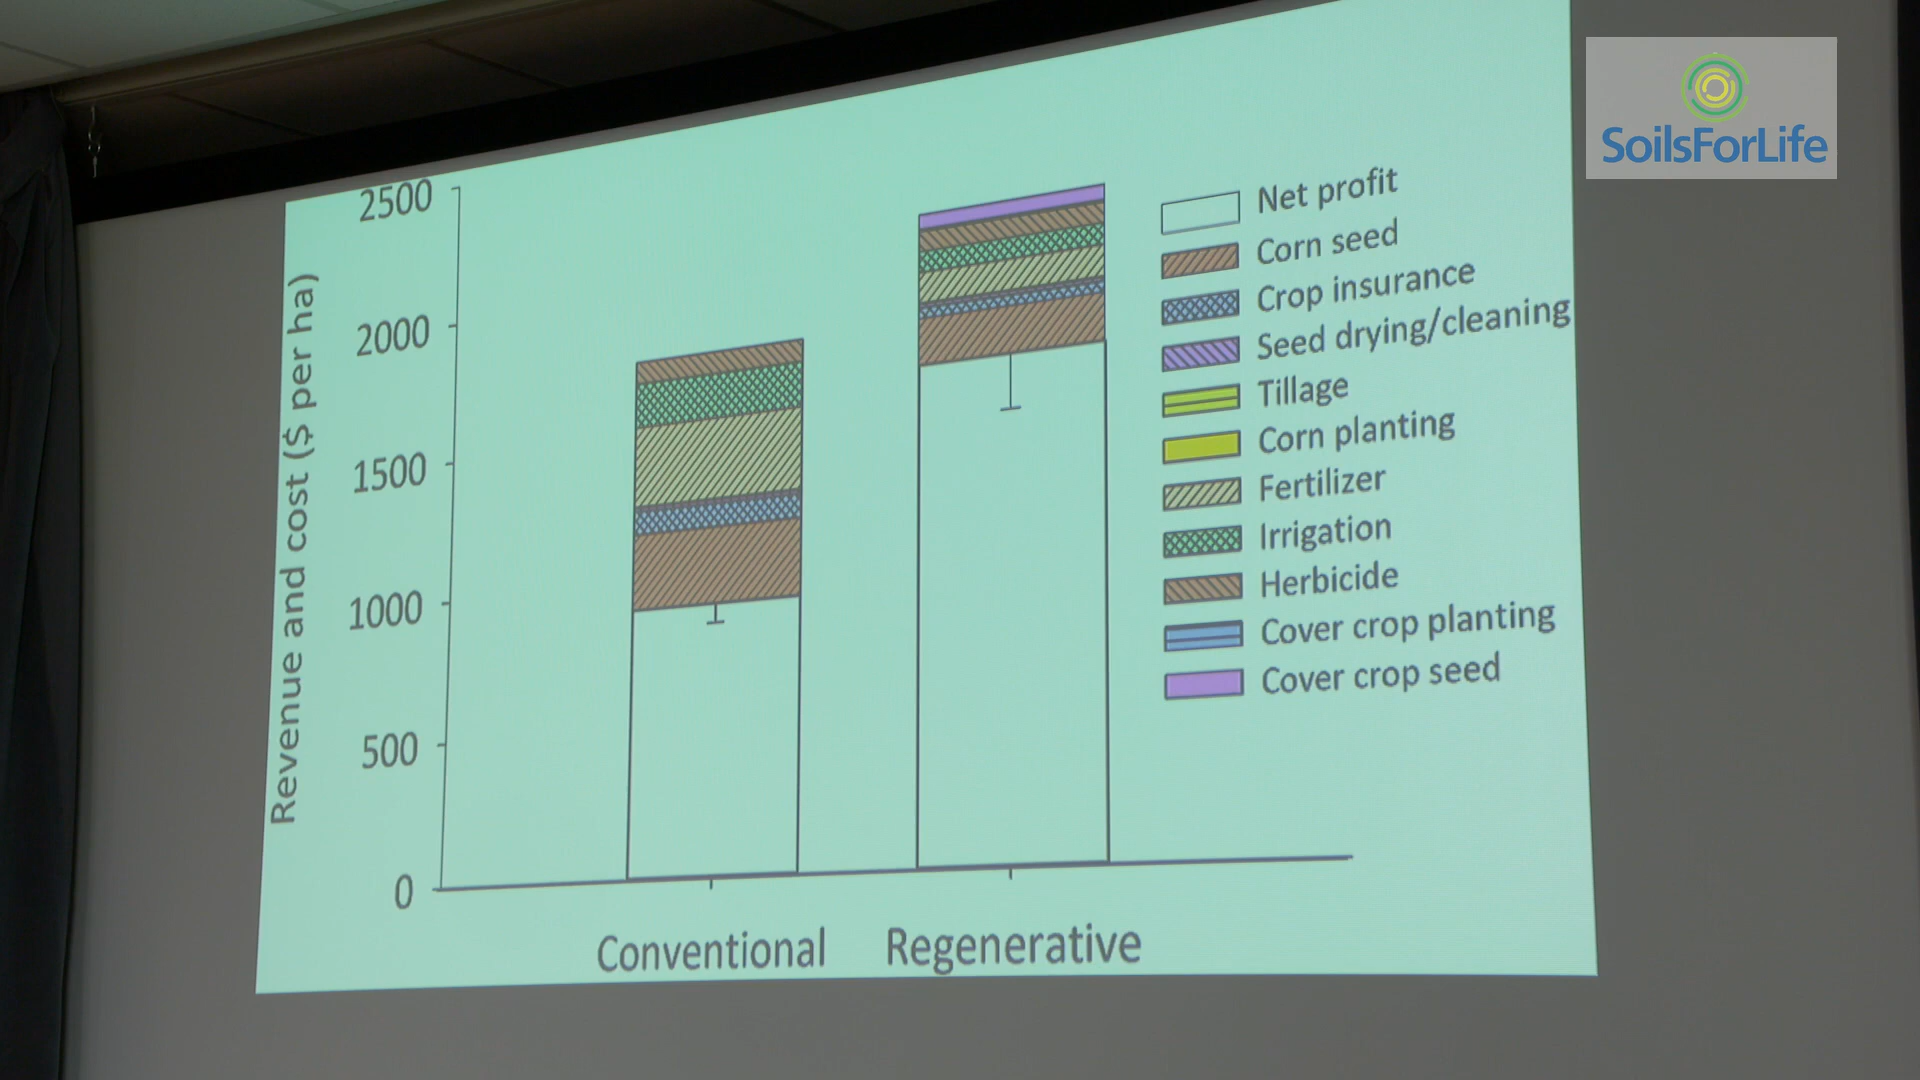 SoilsForLife
Revenue and cost ($ per ha)
2500
2000
1500
1000
500
0
Conventional
Regenerative
Net profit
Corn seed
Crop insurance
Seed drying/cleaning
Tillage
Corn planting
Fertilizer
Irrigation
Herbicide
Cover crop planting
Cover crop seed